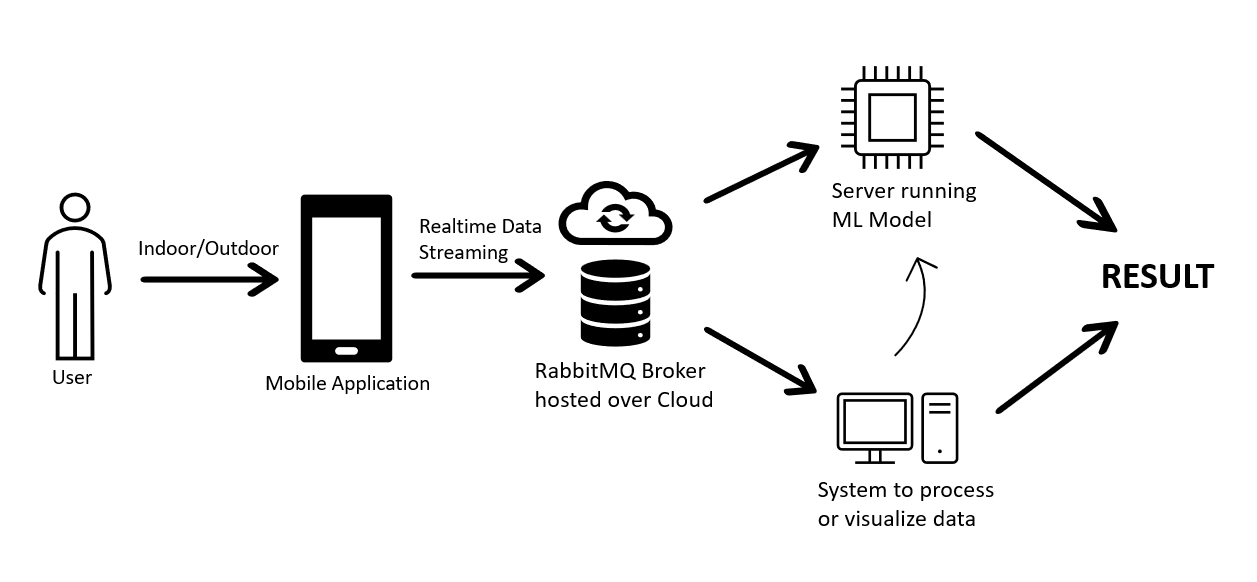 Indoor/Outdoor
User
Mobile Application
Realtime Data
Streaming
RabbitMQ Broker
hosted over Cloud
Server running
ML Model
System to process
or visualize data
RESULT